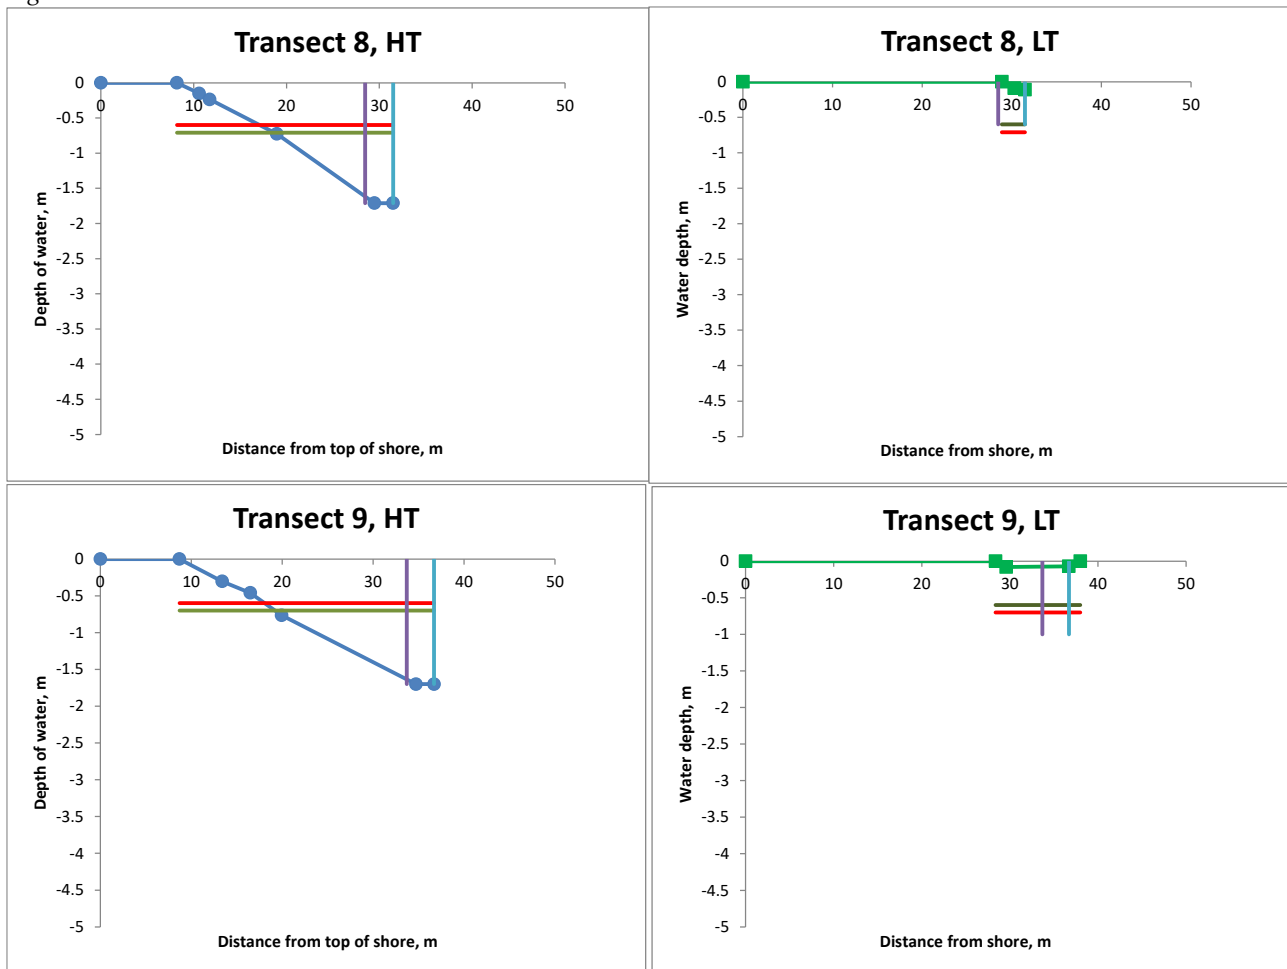 Transect 8, HT
0
-0.5
-1
-1.5
-2
-2.5
-3
-3.5
-4
-4.5
-5
0 10 20 30 40 50
Depth of water, m
Distance from top of shore, m
Transect 8, LT
0
-0.5
-1
-1.5
-2
-2.5
-3
-3.5
-4
-4.5
-5
0 10 20 30 40 50
Water depth, m
Distance from shore, m
Transect 9, HT
0
-0.5
-1
-1.5
-2
-2.5
-3
-3.5
-4
-4.5
-5
0 10 20 30 40 50
Depth of water, m
Distance from top of shore, m
Transect 9, LT
0
-0.5
-1
-1.5
-2
-2.5
-3
-3.5
-4
-4.5
-5
0 10 20 30 40 50
Water depth, m
Distance from shore, m